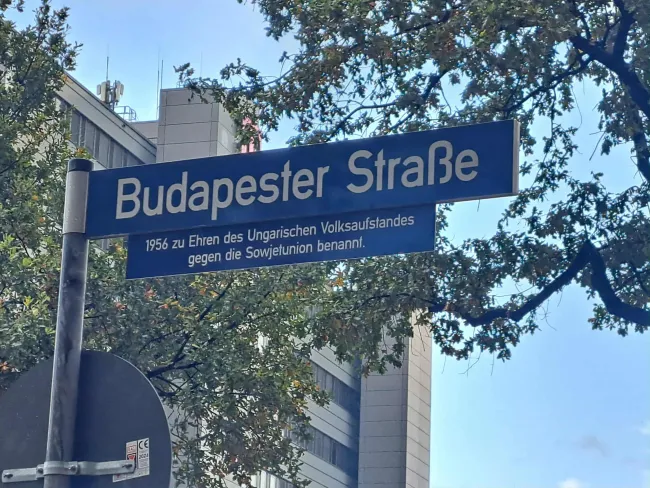 Budapester Straße
1956 zu Ehren des Ungarischen Volksaufstandes
gegen die Sowjetunion benannt.